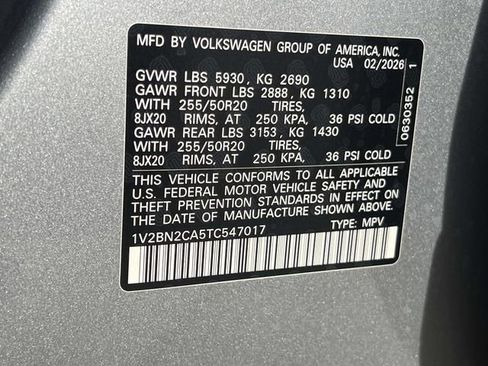 MFD BY VOLKSWAGEN GROUP OF AMERICA, INC.
USA 02/2026
GVWR LBS 5930, KG 2690
GAWR FRONT LBS 2888, KG 1310
WITH 255/50R20 TIRES,
8JX20 RIMS, AT 250 KPA, 36 PSI COLD
GAWR REAR LBS 3153, KG 1430
WITH 255/50R20 TIRES,
8JX20 RIMS, AT 250 KPA, 36 PSI COLD
THIS VEHICLE CONFORMS TO ALL APPLICABLE
U.S. FEDERAL MOTOR VEHICLE SAFETY AND
THEFT PREVENTION STANDARDS IN EFFECT ON
DATE OF MANUFACTURE SHOWN ABOVE.
1V2BN2CA5TC547017 TYPE: MPV
0630352 1